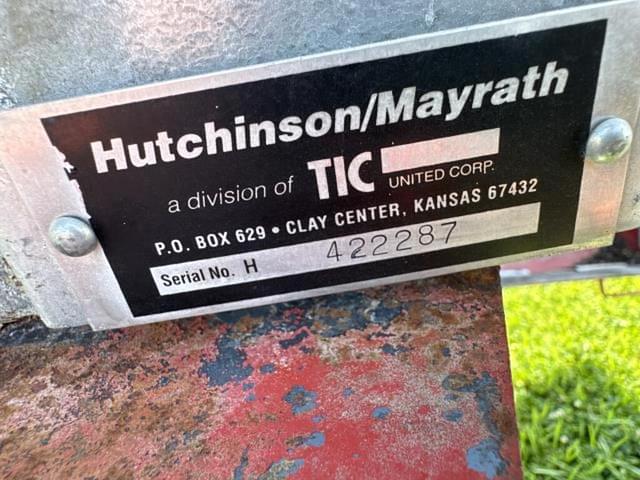 Hutchinson/Mayrath
a division of TIC UNITED CORP.
P.O. BOX 629 • CLAY CENTER, KANSAS 67432
Serial No. H 422287